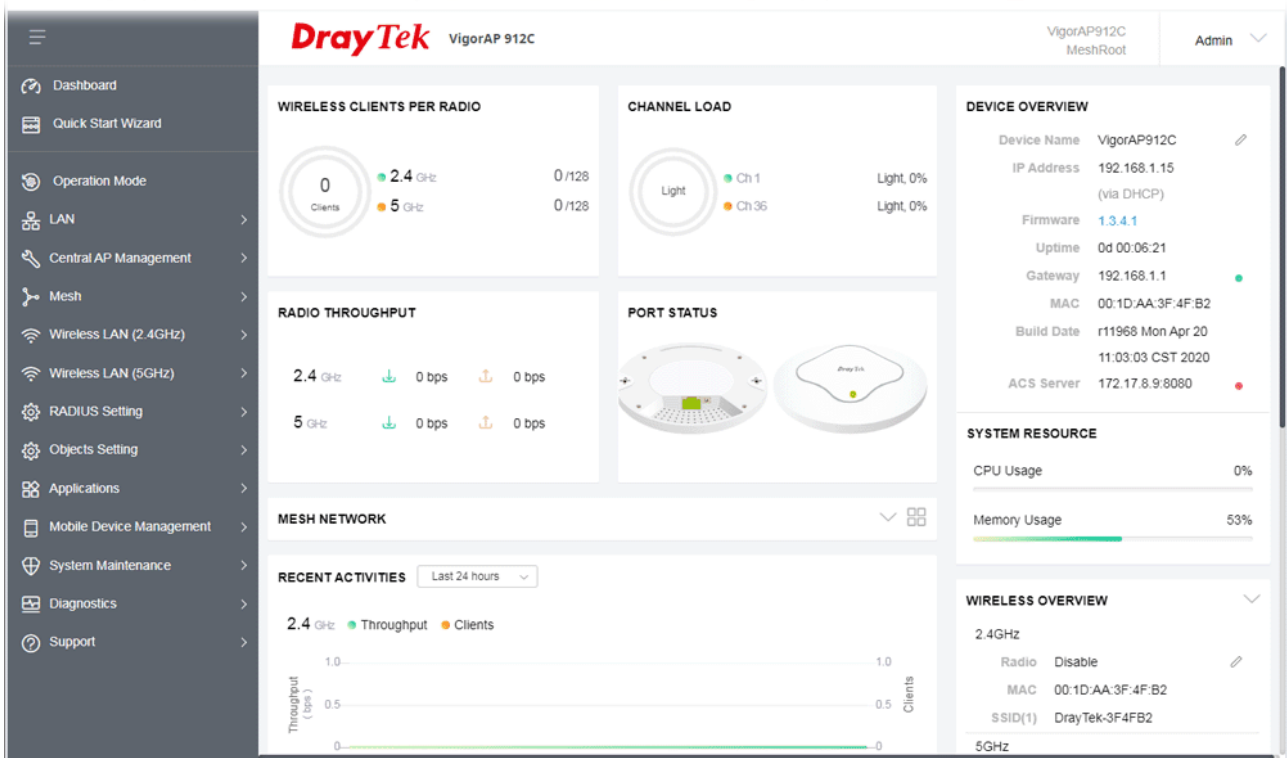 DrayTek VigorAP 912C
VigorAP912C
MeshRoot
Admin
Dashboard
Quick Start Wizard
Operation Mode
LAN
Central AP Management
Mesh
Wireless LAN (2.4GHz)
Wireless LAN (5GHz)
RADIUS Setting
Objects Setting
Applications
Mobile Device Management
System Maintenance
Diagnostics
Support
WIRELESS CLIENTS PER RADIO
0
Clients
2.4 GHz 0 /128
5 GHz 0 /128
CHANNEL LOAD
Light
Ch 1 Light, 0%
Ch 36 Light, 0%
RADIO THROUGHPUT
2.4 GHz 0 bps 0 bps
5 GHz 0 bps 0 bps
PORT STATUS
DrayTek
MESH NETWORK
RECENT ACTIVITIES Last 24 hours
2.4 GHz Throughput Clients
Throughput
( bps )
1.0
0.5
0
1.0
0.5
0
Clients
DEVICE OVERVIEW
Device Name VigorAP912C
IP Address 192.168.1.15
(via DHCP)
Firmware 1.3.4.1
Uptime 0d 00:06:21
Gateway 192.168.1.1
MAC 00:1D:AA:3F:4F:B2
Build Date r11968 Mon Apr 20
11:03:03 CST 2020
ACS Server 172.17.8.9:8080
SYSTEM RESOURCE
CPU Usage 0%
Memory Usage 53%
WIRELESS OVERVIEW
2.4GHz
Radio Disable
MAC 00:1D:AA:3F:4F:B2
SSID(1) DrayTek-3F4FB2
5GHz